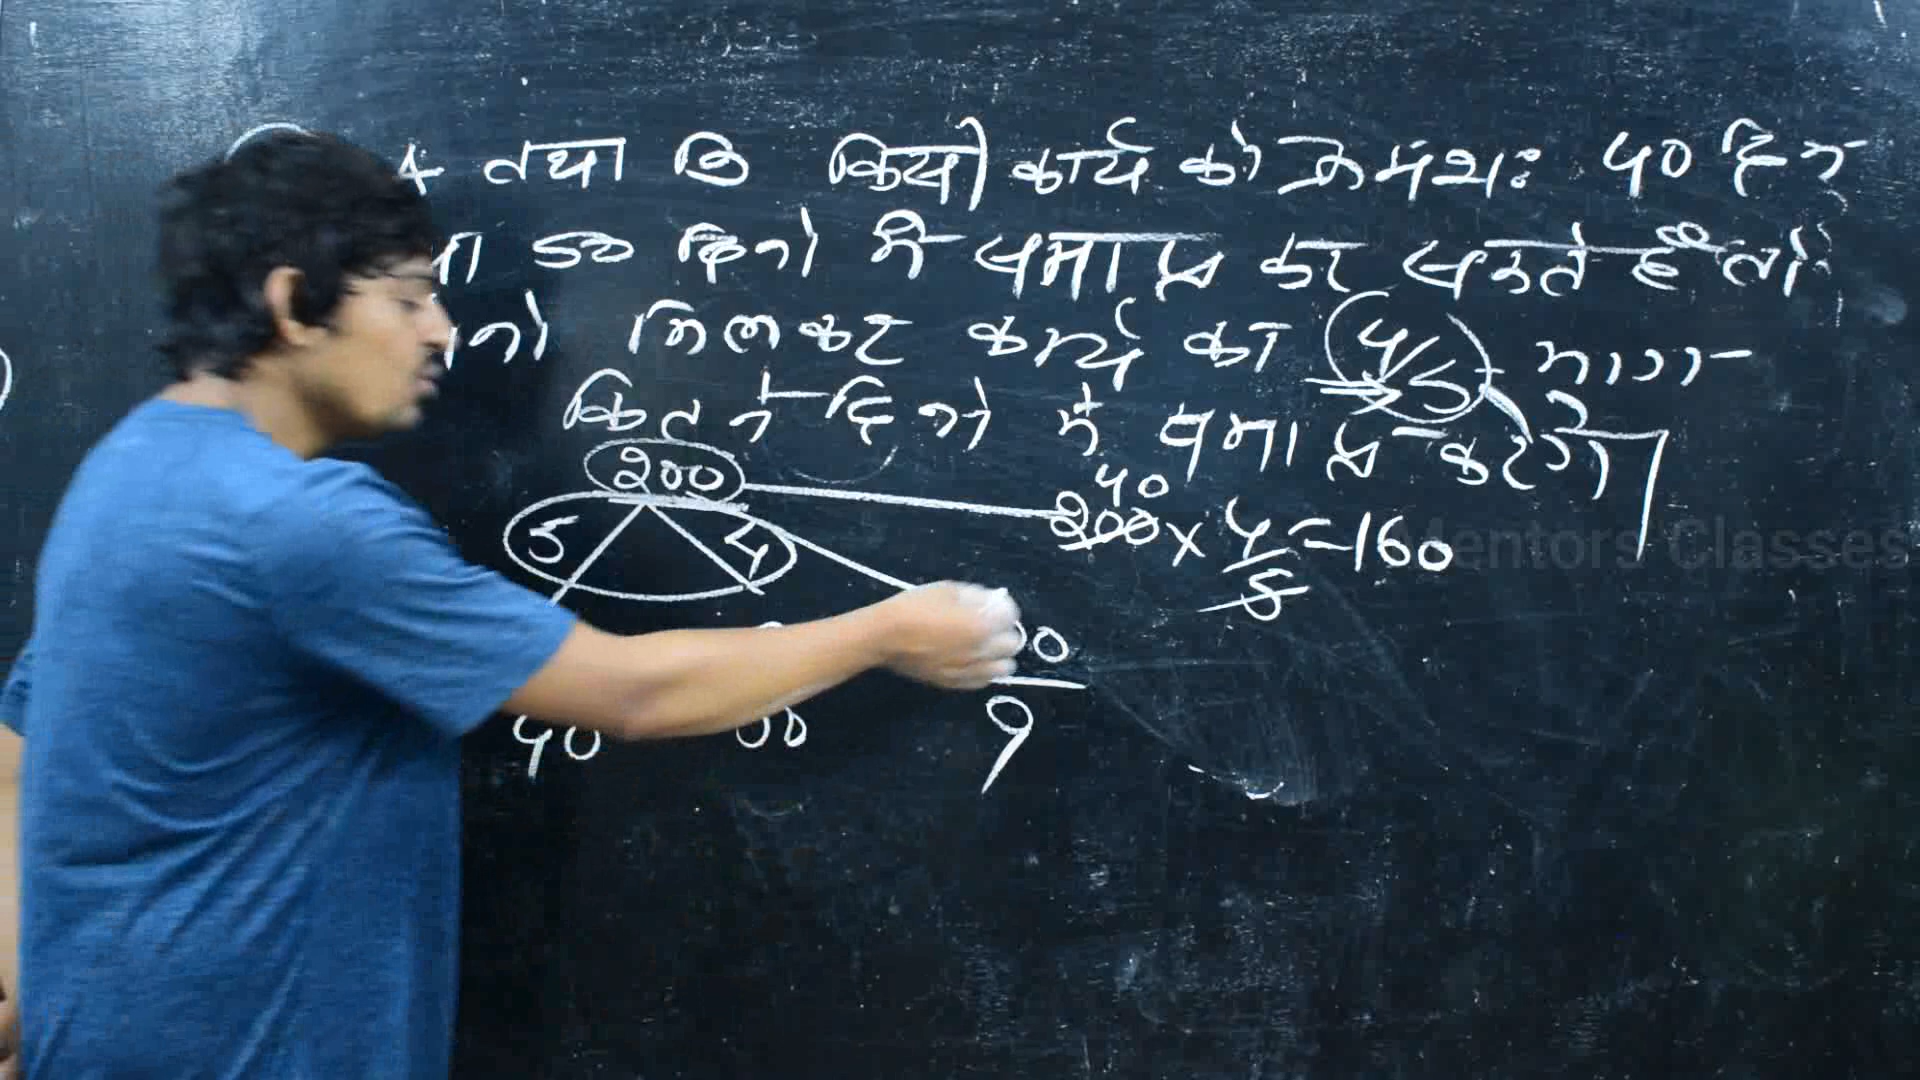 A तथा B किसी कार्य को क्रमशः 40 दिन
50 दिनो में समाप्त कर सकते हैं तो
मिलकर कार्य का 4/5 भाग
कितने दिनो में समाप्त करेंगे।
200
5 4
40
200 × 4/5 = 160
40
9
Mentors Classes